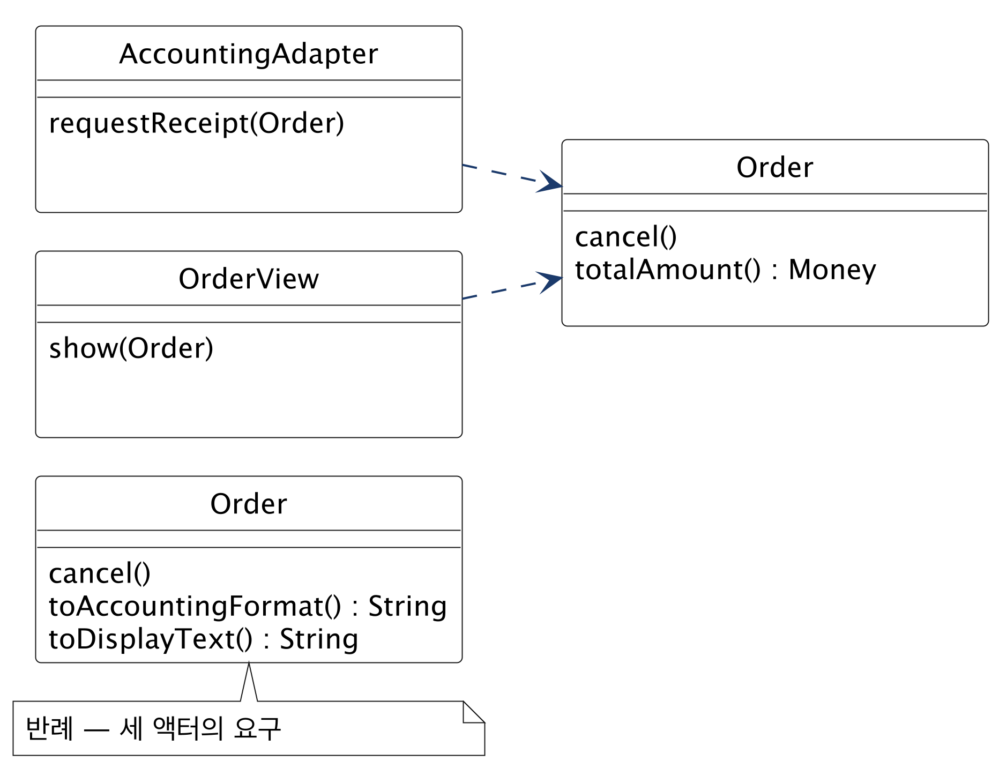 AccountingAdapter
requestReceipt(Order)
Order
cancel()
totalAmount() : Money
OrderView
show(Order)
Order
cancel()
toAccountingFormat() : String
toDisplayText() : String
반례 — 세 액터의 요구